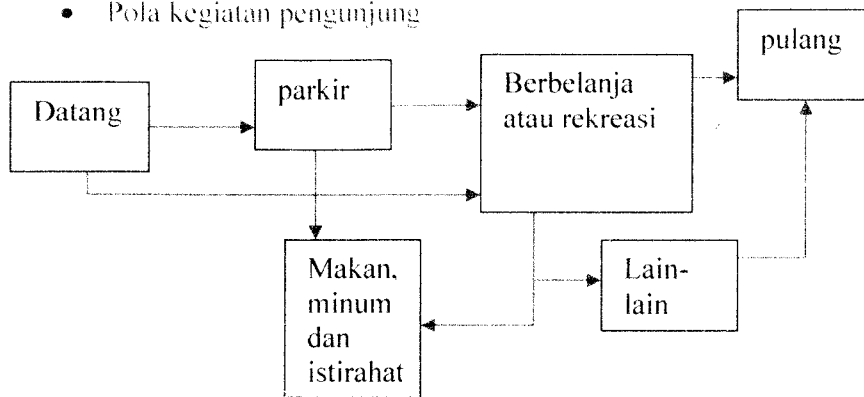 • Pola kegiatan pengunjung
pulang
Datang
parkir
Berbelanja
atau rekreasi
Makan,
minum
dan
istirahat
Lain-
lain